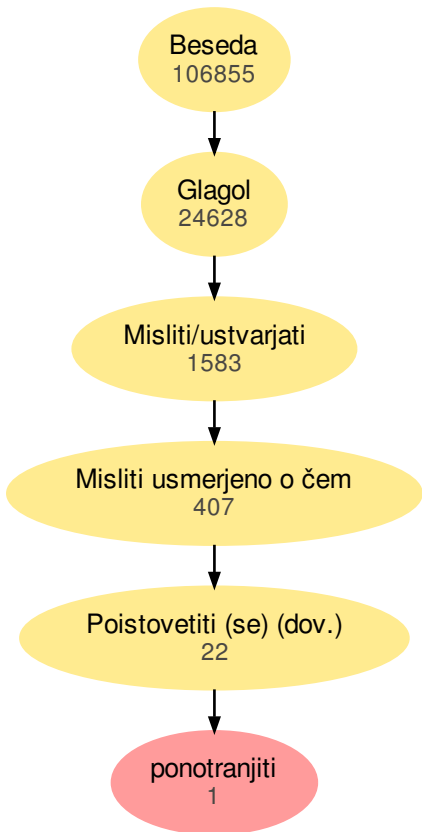 Beseda
106855
Glagol
24628
Misliti/ustvarjati
1583
Misliti usmerjeno o čem
407
Poistovetiti (se) (dov.)
22
ponotranjiti
1